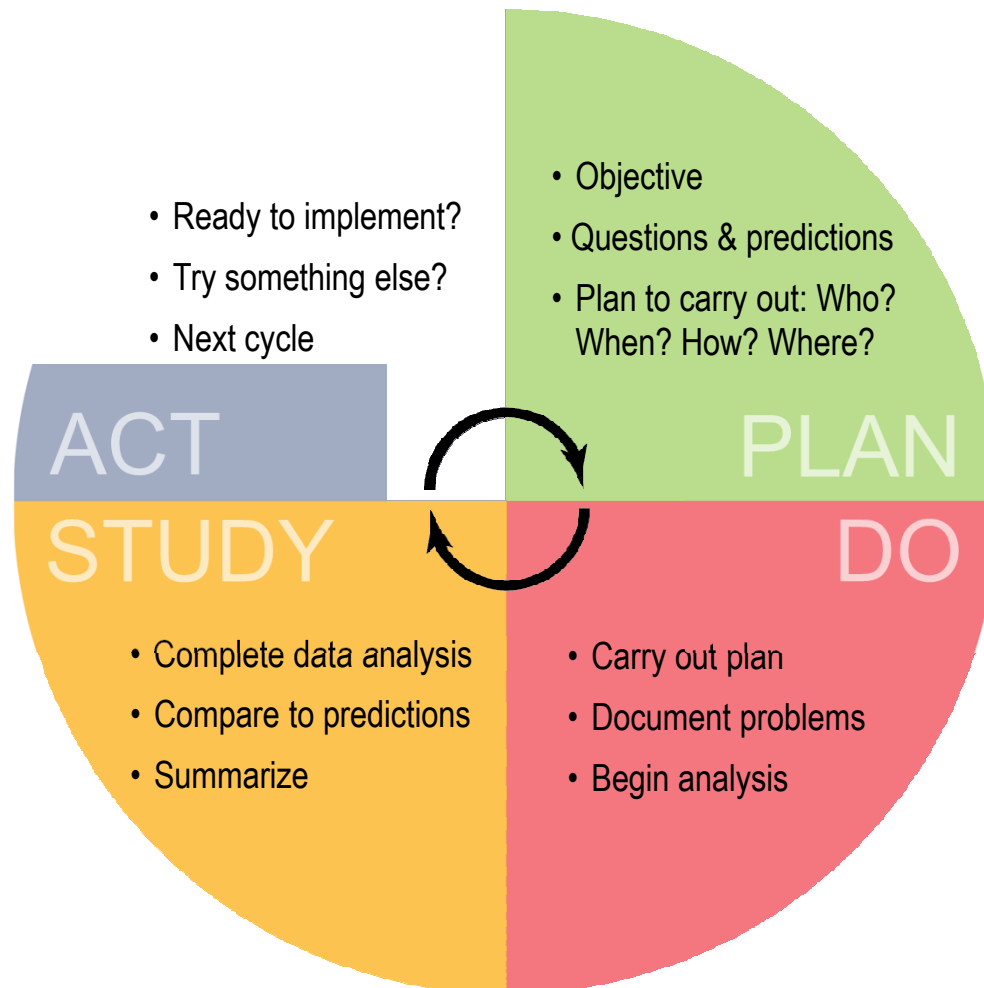 • Ready to implement?
• Try something else?
• Next cycle
ACT
• Objective
• Questions & predictions
• Plan to carry out: Who?
When? How? Where?
PLAN
STUDY
• Complete data analysis
• Compare to predictions
• Summarize
DO
• Carry out plan
• Document problems
• Begin analysis